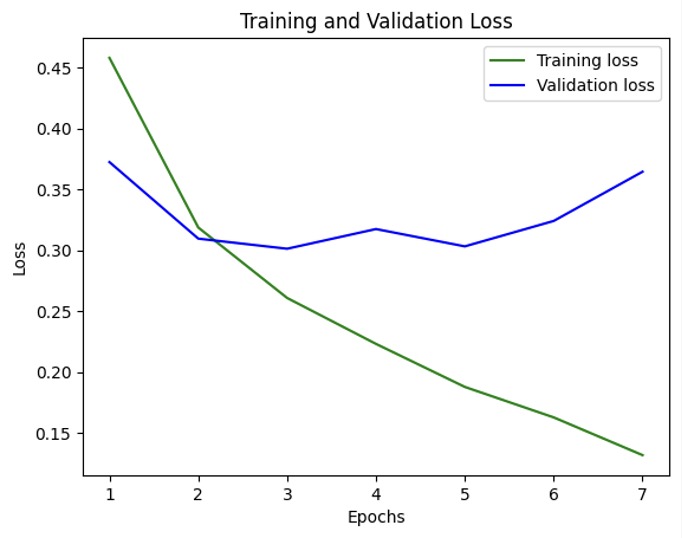 Training and Validation Loss
Training loss
Validation loss
0.45
0.40
0.35
0.30
0.25
0.20
0.15
Loss
1 2 3 4 5 6 7
Epochs